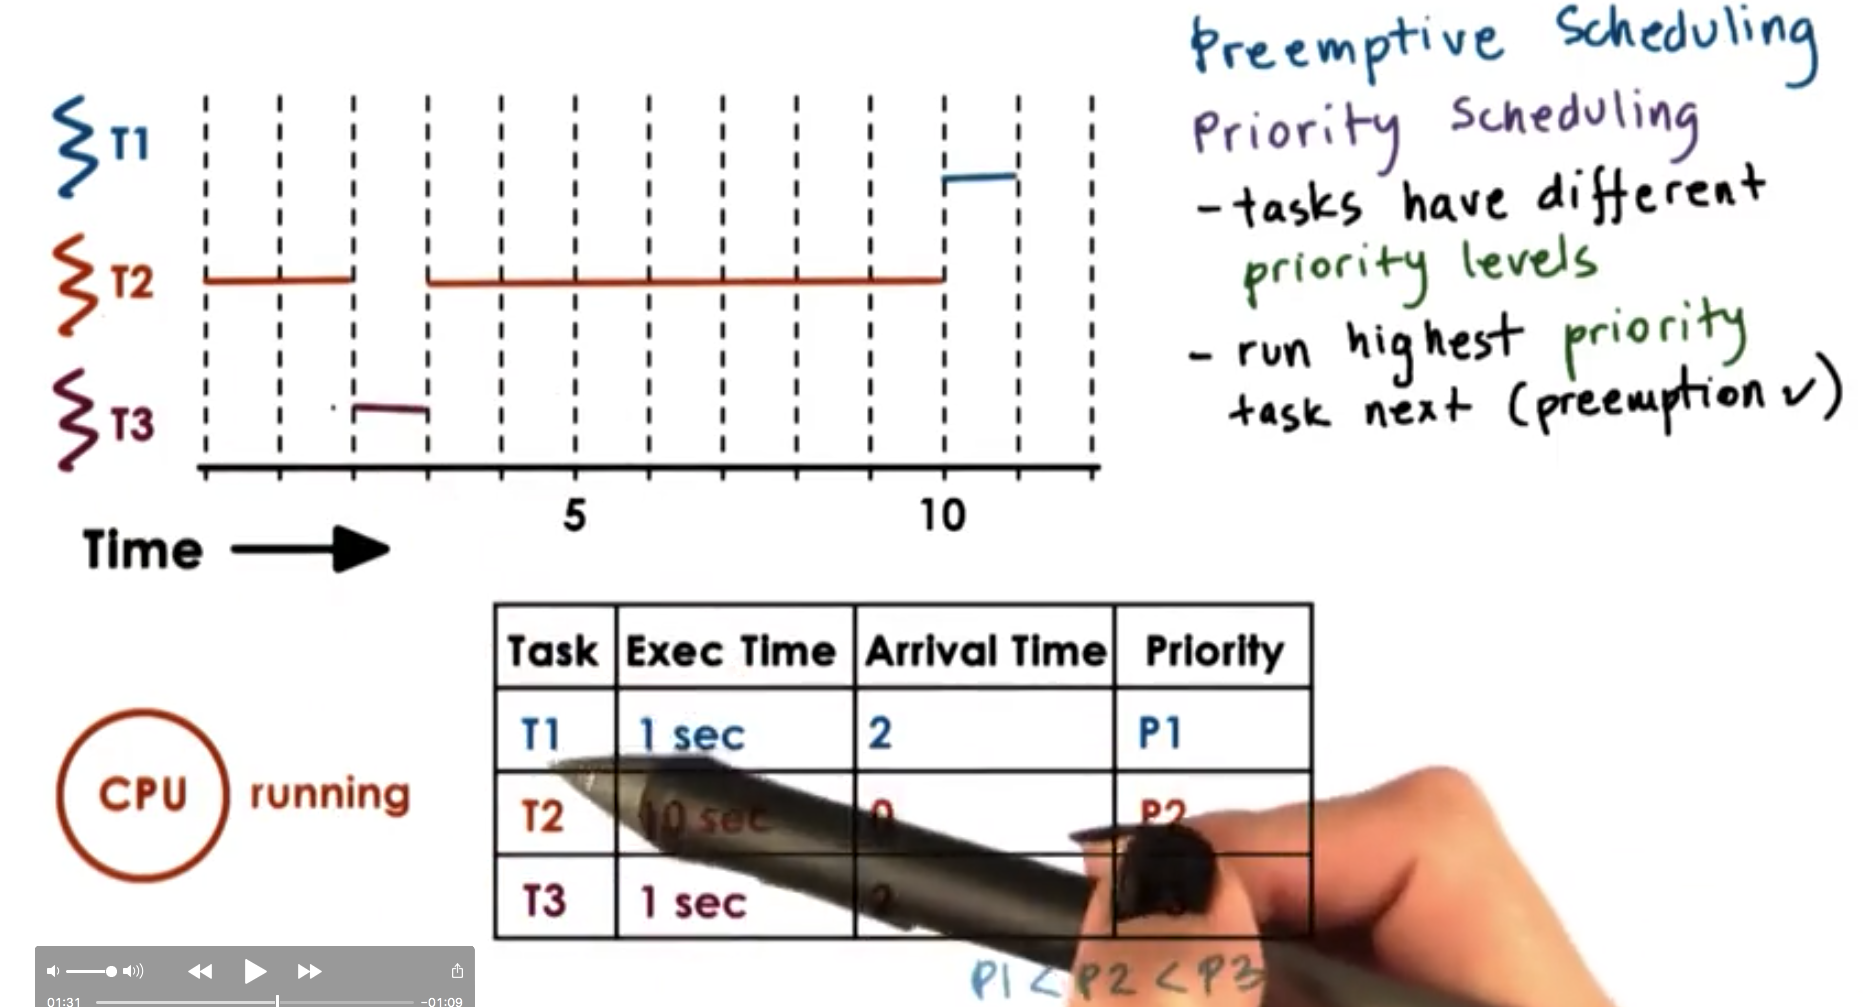 Preemptive Scheduling
Priority Scheduling
- tasks have different
priority levels
- run highest priority
task next (preemption ✓)
T1
T2
T3
5 10
Time
Task Exec Time Arrival Time Priority
T1 1 sec 2 P1
T2 10 sec 0 P2
T3 1 sec 2
CPU running
P1 < P2 < P3
01:31 -01:09